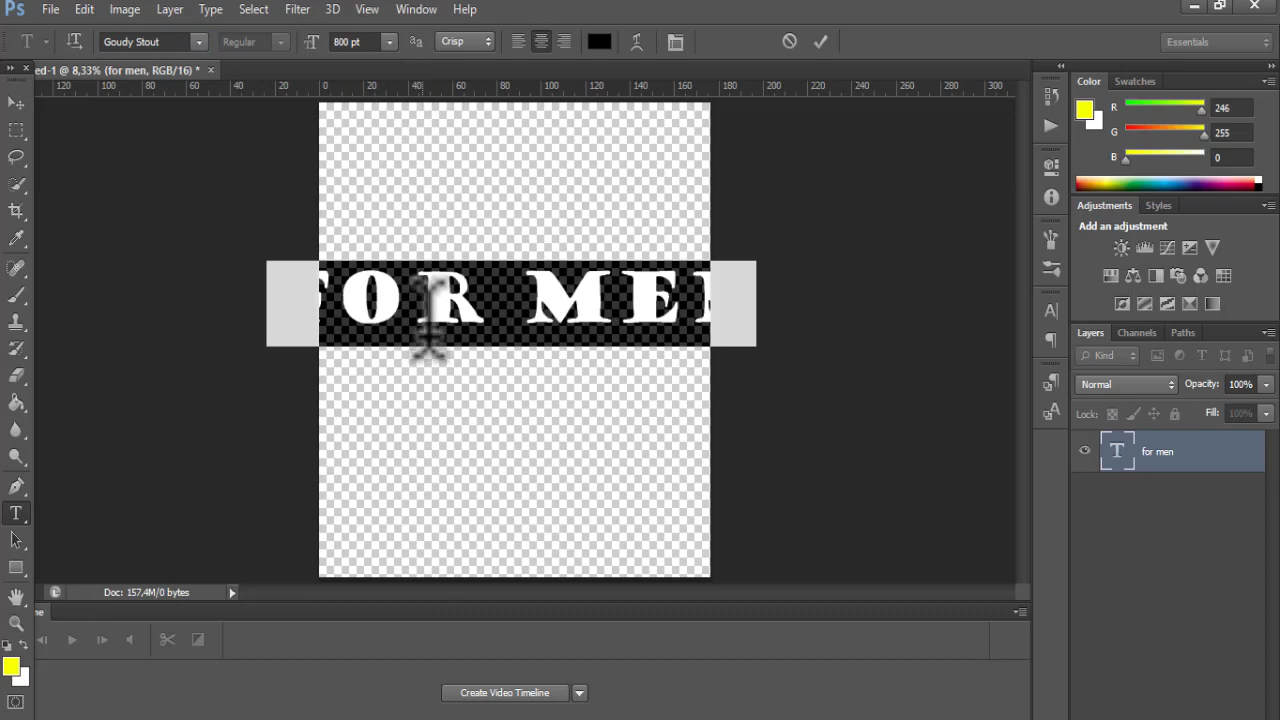 Ps File Edit Image Layer Type Select Filter 3D View Window Help
T Goudy Stout Regular 800 pt aa Crisp Essentials
ed-1 @ 8,33% (for men, RGB/16) * ×
120 100 80 60 40 20 0 20 40 60 80 100 120 140 160 180 200 220 240 260 280 300
FOR MEN
Color Swatches
R 246
G 255
B 0
Adjustments Styles
Add an adjustment
Layers Channels Paths
Kind
Normal Opacity: 100%
Lock: Fill: 100%
T for men
Doc: 157,4M/0 bytes
ne
Create Video Timeline